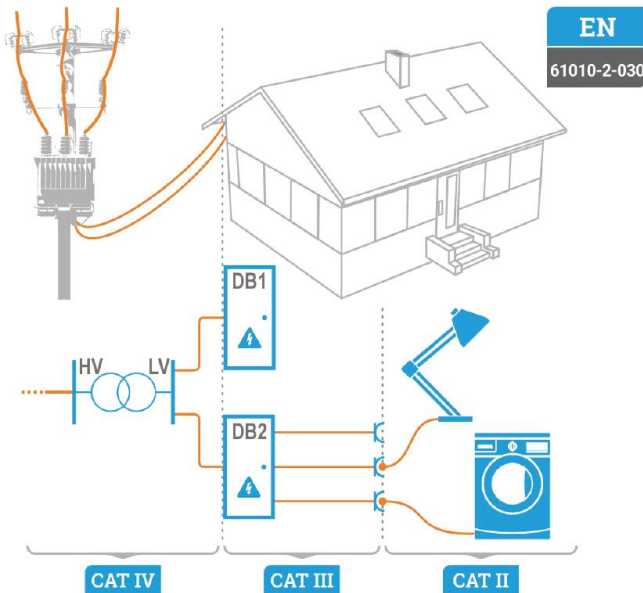 EN
61010-2-030
DB1
HV
LV
DB2
CAT IV
CAT III
CAT II